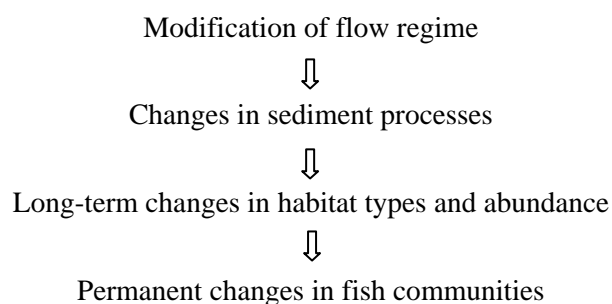 Modification of flow regime
⇩
Changes in sediment processes
⇩
Long-term changes in habitat types and abundance
⇩
Permanent changes in fish communities